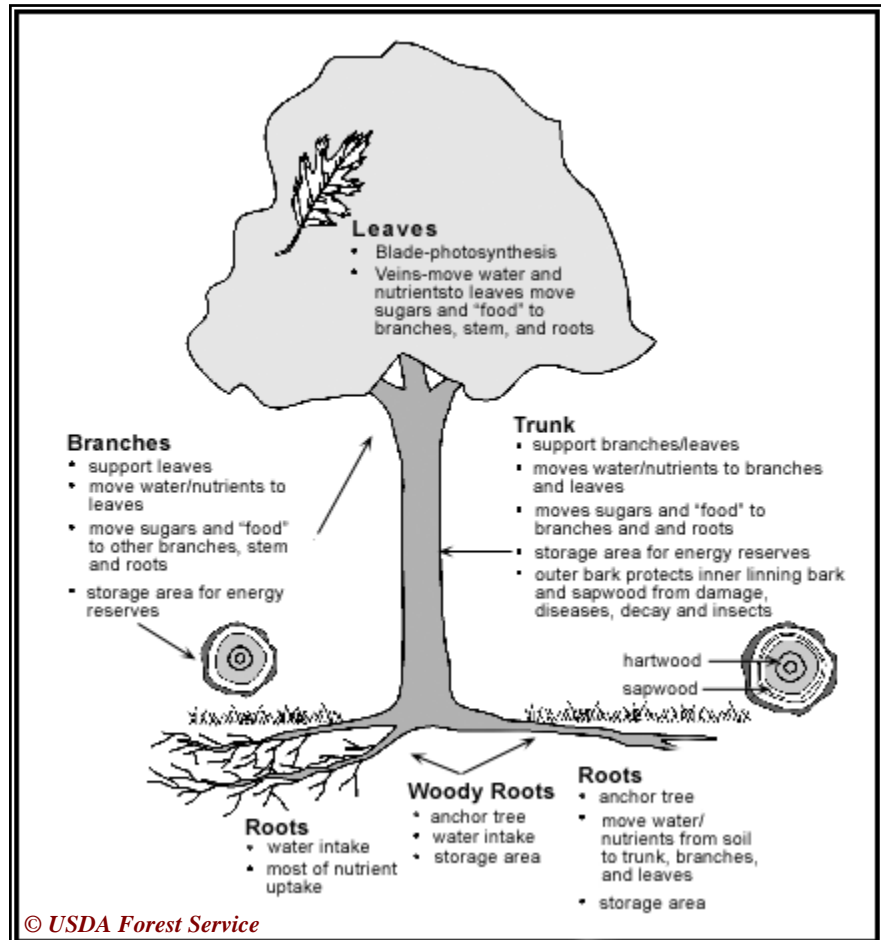 Leaves
• Blade-photosynthesis
• Veins-move water and
nutrientsto leaves move
sugars and “food” to
branches, stem, and roots
Branches
• support leaves
• move water/nutrients to
leaves
• move sugars and “food”
to other branches, stem
and roots
• storage area for energy
reserves
Trunk
• support branches/leaves
• moves water/nutrients to branches
and leaves
• moves sugars and “food” to
branches and and roots
• storage area for energy reserves
• outer bark protects inner linning bark
and sapwood from damage,
diseases, decay and insects
hartwood
sapwood
Roots
• water intake
• most of nutrient
uptake
Woody Roots
• anchor tree
• water intake
• storage area
Roots
• anchor tree
• move water/
nutrients from soil
to trunk, branches,
and leaves
• storage area
© USDA Forest Service